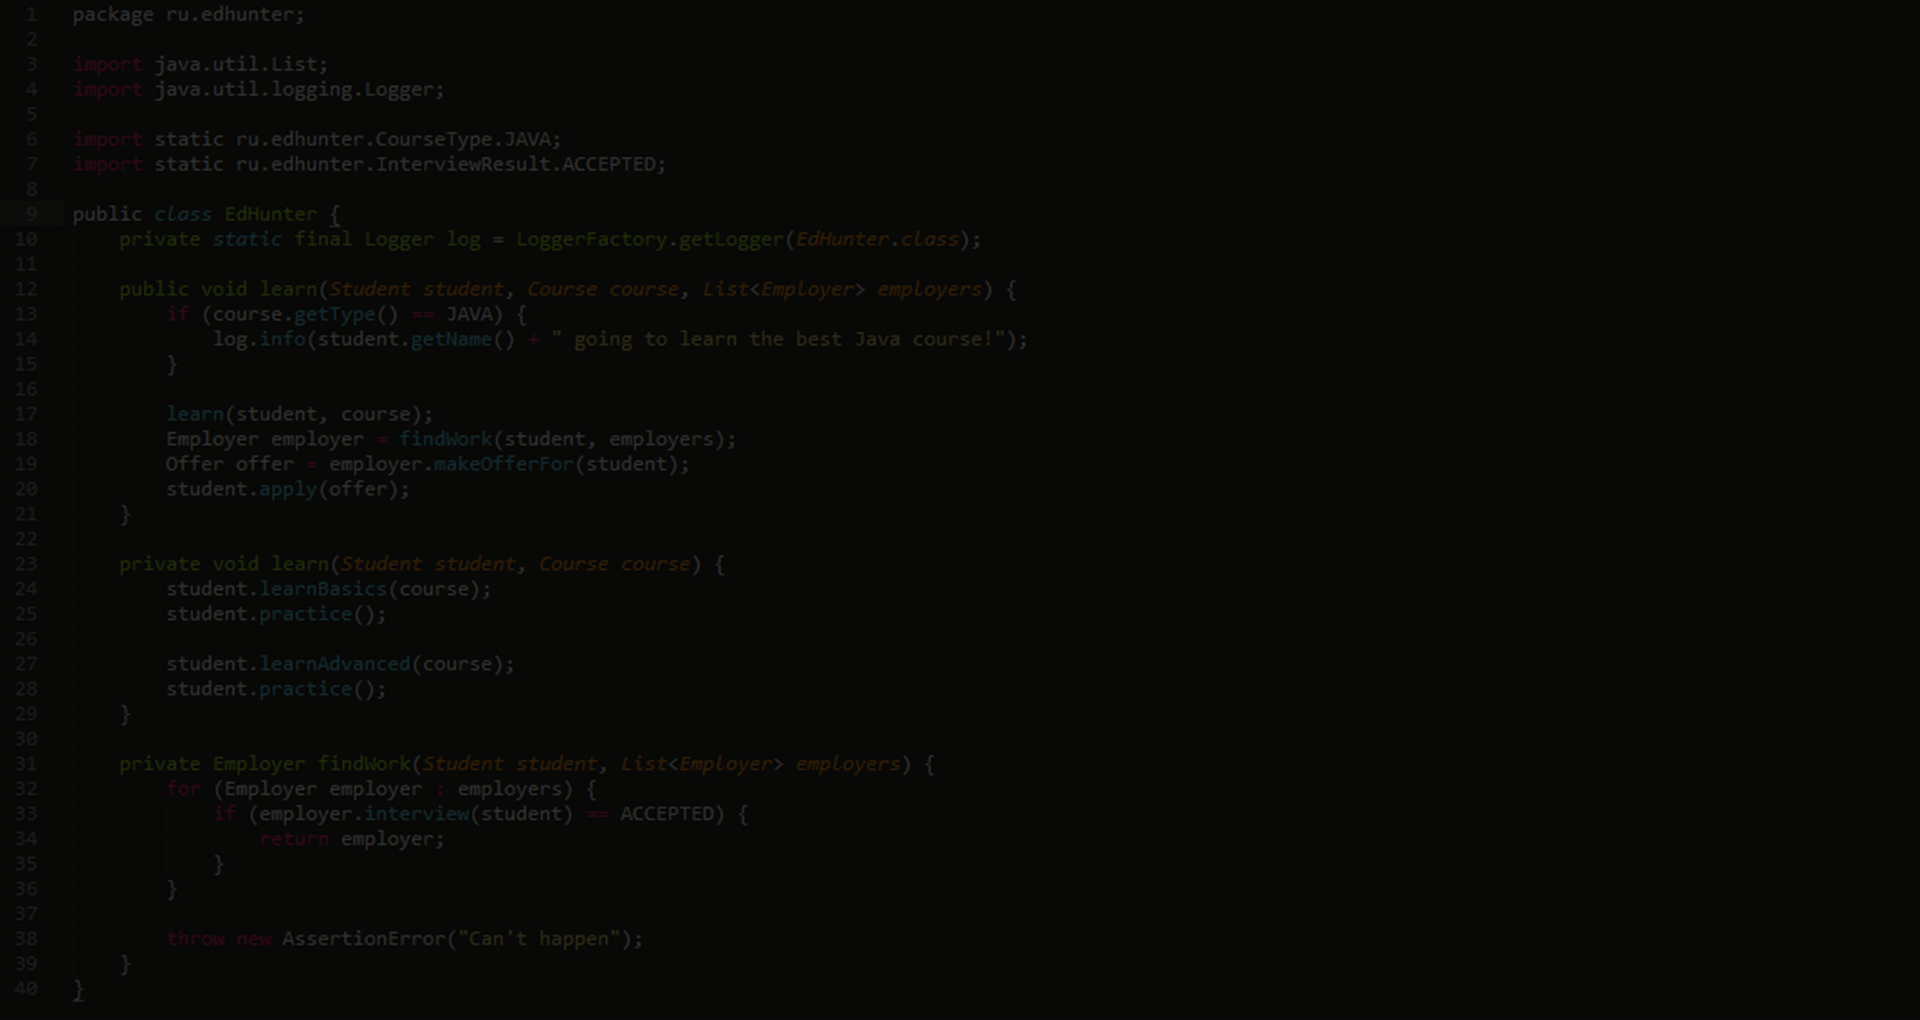 1 package ru.edhunter;
2
3 import java.util.List;
4 import java.util.logging.Logger;
5
6 import static ru.edhunter.CourseType.JAVA;
7 import static ru.edhunter.InterviewResult.ACCEPTED;
8
9 public class EdHunter {
10 private static final Logger log = LoggerFactory.getLogger(EdHunter.class);
11
12 public void learn(Student student, Course course, List<Employer> employers) {
13 if (course.getType() == JAVA) {
14 log.info(student.getName() + " going to learn the best Java course!");
15 }
16
17 learn(student, course);
18 Employer employer = findWork(student, employers);
19 Offer offer = employer.makeOfferFor(student);
20 student.apply(offer);
21 }
22
23 private void learn(Student student, Course course) {
24 student.learnBasics(course);
25 student.practice();
26
27 student.learnAdvanced(course);
28 student.practice();
29 }
30
31 private Employer findWork(Student student, List<Employer> employers) {
32 for (Employer employer : employers) {
33 if (employer.interview(student) == ACCEPTED) {
34 return employer;
35 }
36 }
37
38 throw new AssertionError("Can't happen");
39 }
40 }